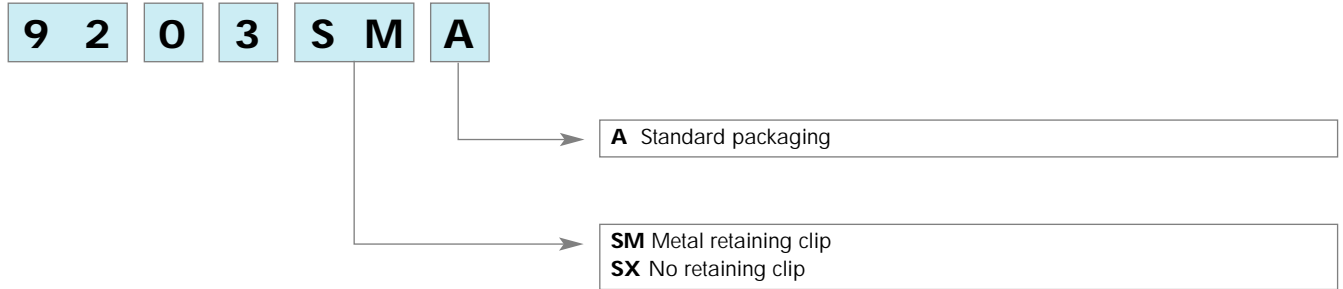 9 2 0 3 S M A
A Standard packaging
SM Metal retaining clip
SX No retaining clip